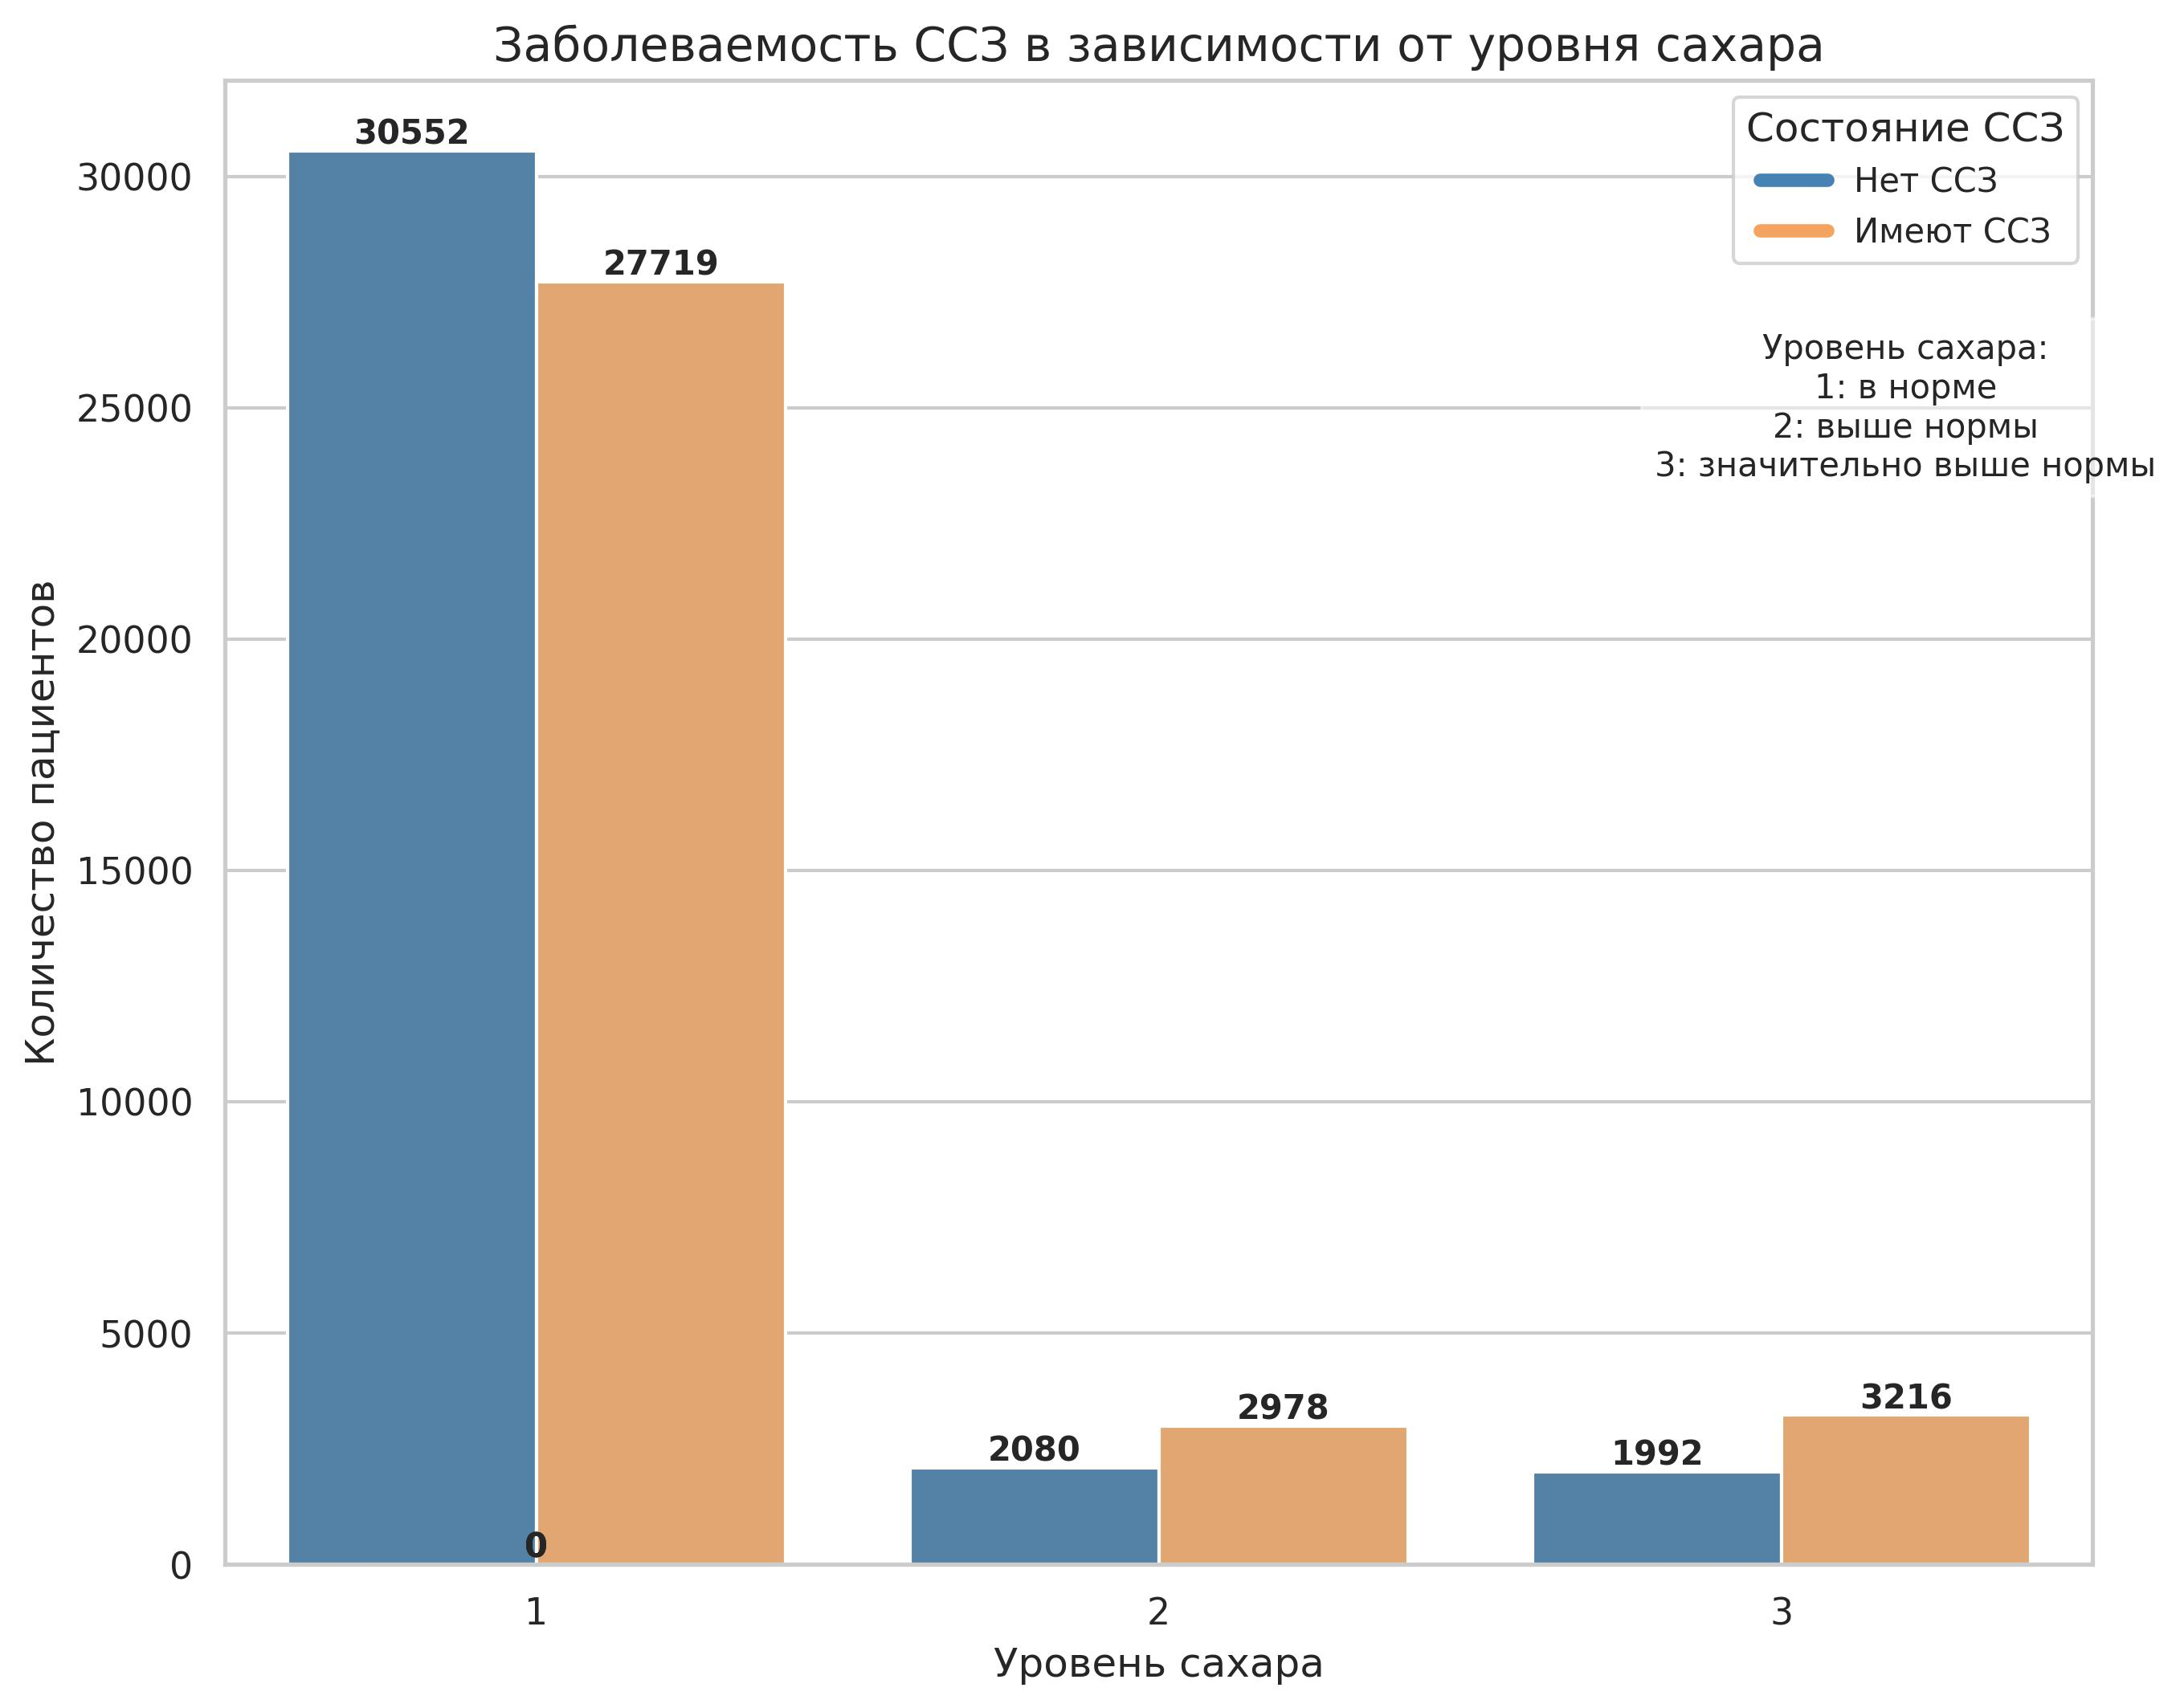 Заболеваемость ССЗ в зависимости от уровня сахара
Состояние ССЗ
Нет ССЗ
Имеют ССЗ
Уровень сахара:
1: в норме
2: выше нормы
3: значительно выше нормы
Количество пациентов
30000
25000
20000
15000
10000
5000
0
30552
27719
0
2080
2978
1992
3216
1
2
3
Уровень сахара